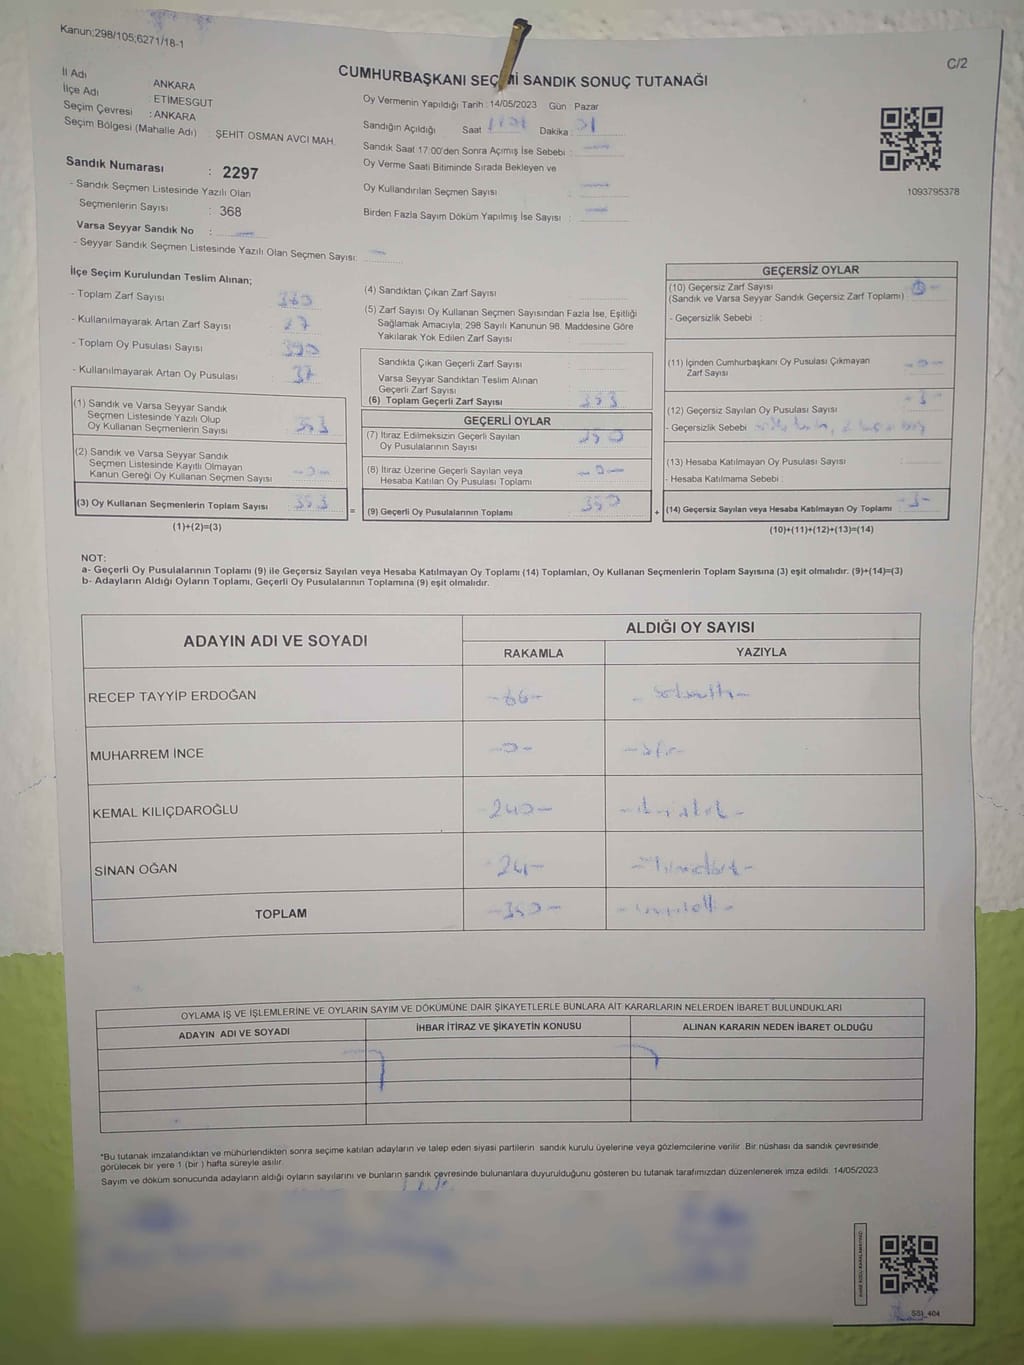 Kanun;298/105;6271/18-1
C/2
CUMHURBAŞKANI SEÇİMİ SANDIK SONUÇ TUTANAĞI
İl Adı ANKARA
İlçe Adı : ETİMESGUT
Seçim Çevresi : ANKARA
Seçim Bölgesi (Mahalle Adı) ŞEHİT OSMAN AVCI MAH.
Oy Vermenin Yapıldığı Tarih : 14/05/2023 Gün : Pazar
Sandığın Açıldığı Saat Dakika :
Sandık Saat 17:00'den Sonra Açımış İse Sebebi :
Oy Verme Saati Bitiminde Sırada Bekleyen ve
Oy Kullandırılan Seçmen Sayısı
Birden Fazla Sayım Döküm Yapılmış İse Sayısı :
1093795378
Sandık Numarası : 2297
- Sandık Seçmen Listesinde Yazılı Olan
Seçmenlerin Sayısı : 368
Varsa Seyyar Sandık No :
- Seyyar Sandık Seçmen Listesinde Yazılı Olan Seçmen Sayısı:
İlçe Seçim Kurulundan Teslim Alınan;
- Toplam Zarf Sayısı
- Kullanılmayarak Artan Zarf Sayısı 27
- Toplam Oy Pusulası Sayısı 390
- Kullanılmayarak Artan Oy Pusulası 37
(1) Sandık ve Varsa Seyyar Sandık
Seçmen Listesinde Yazılı Olup
Oy Kullanan Seçmenlerin Sayısı 353
(2) Sandık ve Varsa Seyyar Sandık
Seçmen Listesinde Kayıtlı Olmayan
Kanun Gereği Oy Kullanan Seçmen Sayısı -0-
(3) Oy Kullanan Seçmenlerin Toplam Sayısı 353
(1)+(2)=(3)
(4) Sandıktan Çıkan Zarf Sayısı
(5) Zarf Sayısı Oy Kullanan Seçmen Sayısından Fazla İse, Eşitliği
Sağlamak Amacıyla, 298 Sayılı Kanunun 98. Maddesine Göre
Yakılarak Yok Edilen Zarf Sayısı
Sandıkta Çıkan Geçerli Zarf Sayısı
Varsa Seyyar Sandıktan Teslim Alınan
Geçerli Zarf Sayısı
(6) Toplam Geçerli Zarf Sayısı 353
GEÇERLİ OYLAR
(7) İtiraz Edilmeksizin Geçerli Sayılan
Oy Pusulalarının Sayısı 350
(8) İtiraz Üzerine Geçerli Sayılan veya
Hesaba Katılan Oy Pusulası Toplamı -0-
=
(9) Geçerli Oy Pusulalarının Toplamı 350
+
GEÇERSİZ OYLAR
(10) Geçersiz Zarf Sayısı
(Sandık ve Varsa Seyyar Sandık Geçersiz Zarf Toplamı)
- Geçersizlik Sebebi :
(11) İçinden Cumhurbaşkanı Oy Pusulası Çıkmayan
Zarf Sayısı -0-
(12) Geçersiz Sayılan Oy Pusulası Sayısı -3-
- Geçersizlik Sebebi
(13) Hesaba Katılmayan Oy Pusulası Sayısı :
- Hesaba Katılmama Sebebi :
(14) Geçersiz Sayılan veya Hesaba Katılmayan Oy Toplamı -3-
(10)+(11)+(12)+(13)=(14)
NOT:
a- Geçerli Oy Pusulalarının Toplamı (9) ile Geçersiz Sayılan veya Hesaba Katılmayan Oy Toplamı (14) Toplamları, Oy Kullanan Seçmenlerin Toplam Sayısına (3) eşit olmalıdır. (9)+(14)=(3)
b- Adayların Aldığı Oyların Toplamı, Geçerli Oy Pusulalarının Toplamına (9) eşit olmalıdır.
ADAYIN ADI VE SOYADI
ALDIĞI OY SAYISI
RAKAMLA YAZIYLA
RECEP TAYYİP ERDOĞAN -86- -Seksenaltı-
MUHARREM İNCE -0- -Sıfır-
KEMAL KILIÇDAROĞLU -240- -İkiyüzkırk-
SİNAN OĞAN -24- -Yirmidört-
TOPLAM -350- -üçyüzelli-
OYLAMA İŞ VE İŞLEMLERİNE VE OYLARIN SAYIM VE DÖKÜMÜNE DAİR ŞİKAYETLERLE BUNLARA AİT KARARLARIN NELERDEN İBARET BULUNDUKLARI
ADAYIN ADI VE SOYADI İHBAR İTİRAZ VE ŞİKAYETİN KONUSU ALINAN KARARIN NEDEN İBARET OLDUĞU
*Bu tutanak imzalandıktan ve mühürlendikten sonra seçime katılan adayların ve talep eden siyasi partilerin sandık kurulu üyelerine veya gözlemcilerine verilir. Bir nüshası da sandık çevresinde
görülecek bir yere 1 (bir ) hafta süreyle asılır.
Sayım ve döküm sonucunda adayların aldığı oyların sayılarını ve bunların sandık çevresinde bulunanlara duyurulduğunu gösteren bu tutanak tarafımızdan düzenlenerek imza edildi. 14/05/2023
SS1_404